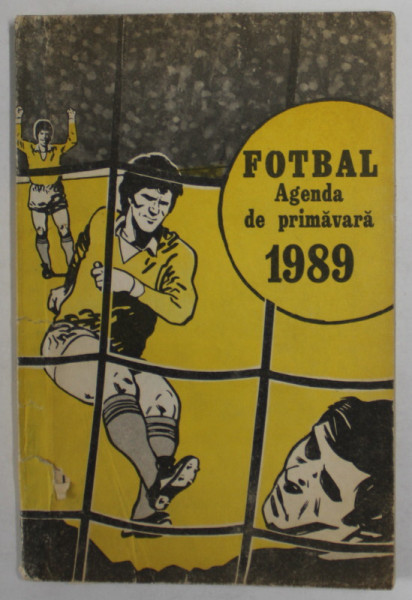 FOTBAL
Agenda
de primăvară
1989